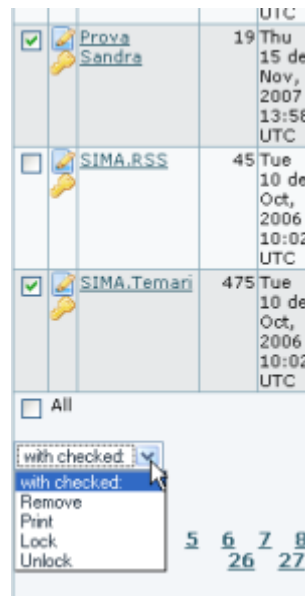 UTC
Prova 19 Thu
Sandra 15 de
Nov,
2007
13:58
UTC
SIMA.RSS 45 Tue
10 de
Oct,
2006
10:02
UTC
SIMA.Temari 475 Tue
10 de
Oct,
2006
10:02
UTC
All
with checked:
with checked:
Remove
Print
Lock
Unlock
5 6 7 8
26 27